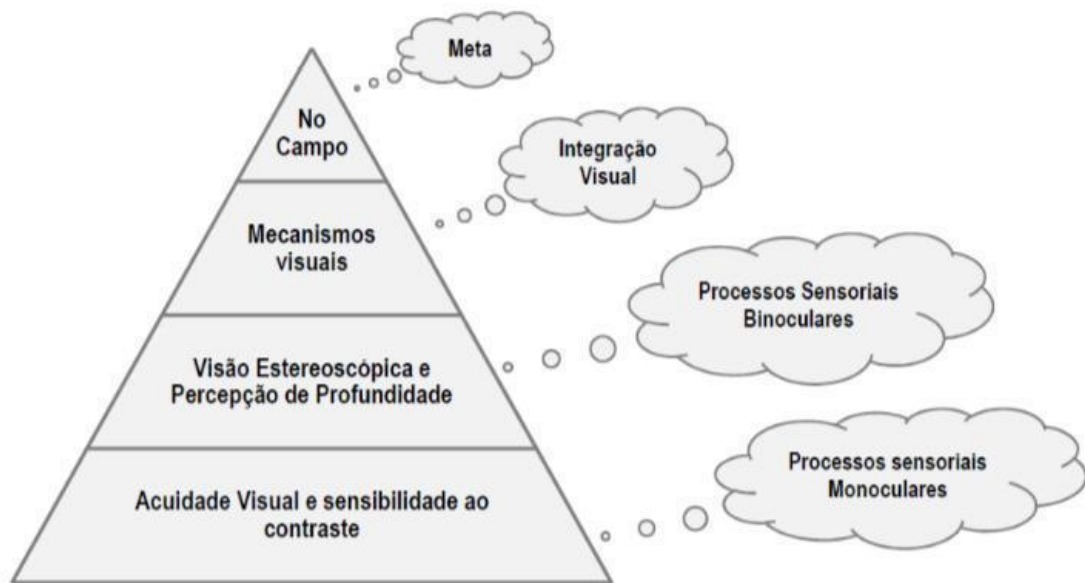 Meta
No
Campo
Integração
Visual
Mecanismos
visuais
Processos Sensoriais
Binoculares
Visão Estereoscópica e
Percepção de Profundidade
Processos sensoriais
Monoculares
Acuidade Visual e sensibilidade ao
contraste